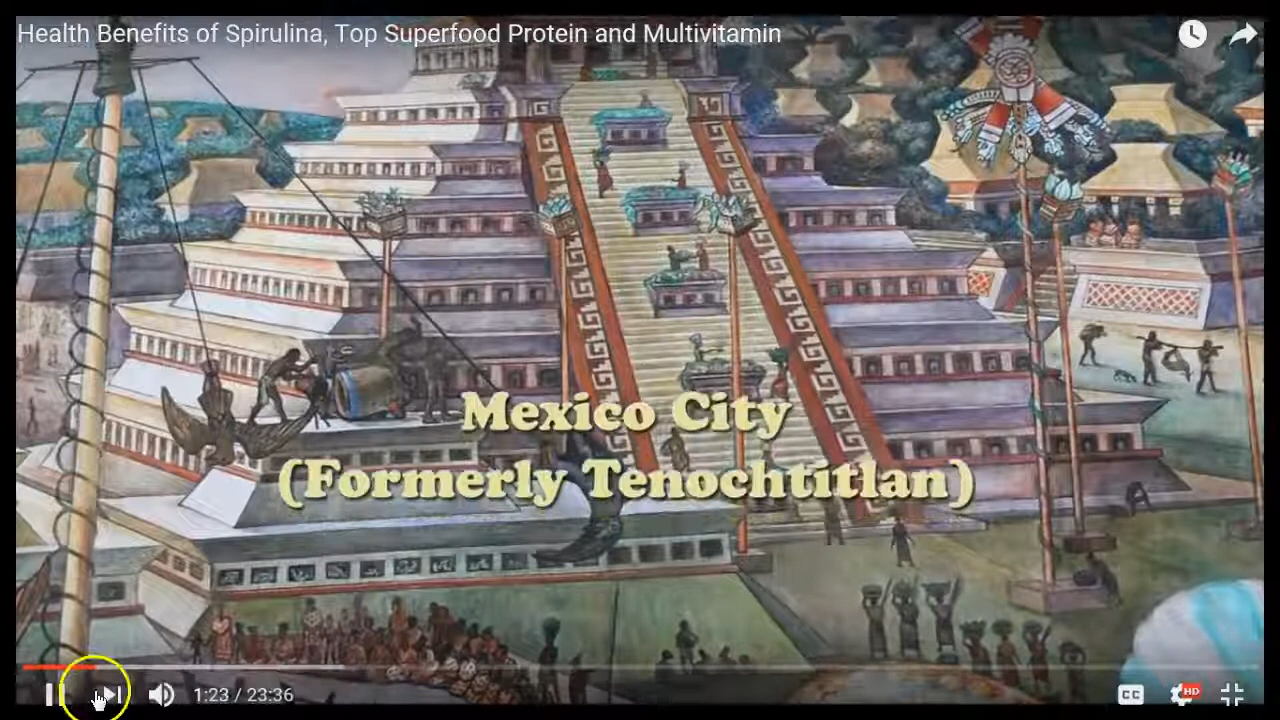 Health Benefits of Spirulina, Top Superfood Protein and Multivitamin
Mexico City
(Formerly Tenochtitlan)
1:23 / 23:36
CC
HD